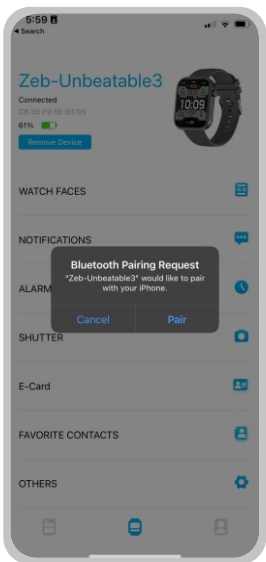 5:59
◀ Search
Zeb-Unbeatable3
Connected
C8:38:F9:5E:93:05
61%
Remove Device
10:09
WATCH FACES
NOTIFICATIONS
Bluetooth Pairing Request
"Zeb-Unbeatable3" would like to pair
with your iPhone.
ALARM
Cancel
Pair
SHUTTER
E-Card
FAVORITE CONTACTS
OTHERS